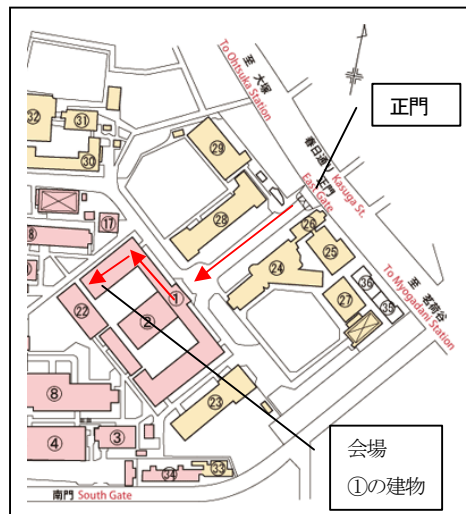 至 大塚
To Ohtsuka Station
春日通り Kasuga St.
正門
East Gate
正門
至 茗荷谷
To Myogadani Station
㉜
㉛
㉚
㉙
㉘
⑰
㉖
㉕
㉔
㉗
㊱
㉟
①
②
㉒
⑧
④
③
㉓
㉞
㉝
会場
①の建物
南門 South Gate